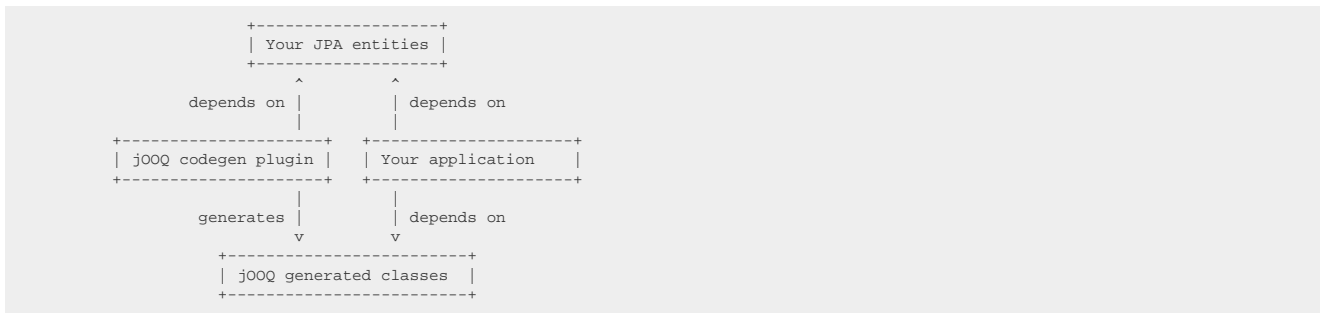 +-------------------+
| Your JPA entities |
+-------------------+
^ ^
depends on | | depends on
| |
+---------------------+ +---------------------+
| jOOQ codegen plugin | | Your application |
+---------------------+ +---------------------+
| |
generates | | depends on
v v
+-------------------------+
| jOOQ generated classes |
+-------------------------+